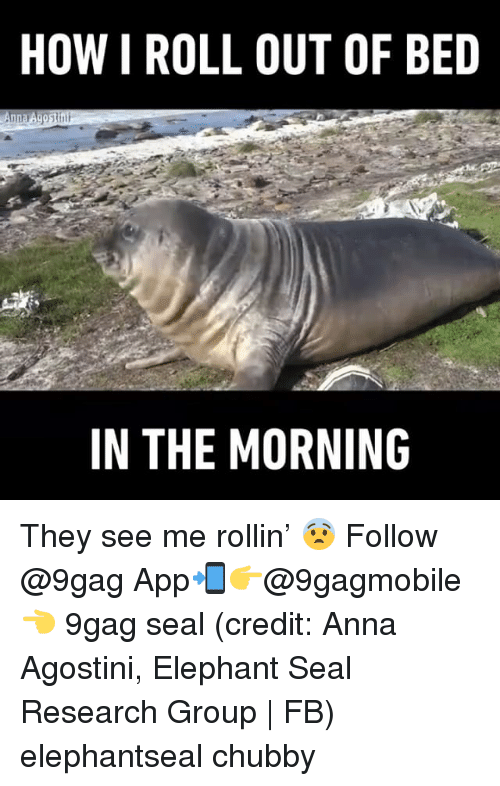 HOW I ROLL OUT OF BED
Anna Agostini
IN THE MORNING
They see me rollin’ 😨 Follow
@9gag App📲👉@9gagmobile
👈 9gag seal (credit: Anna
Agostini, Elephant Seal
Research Group | FB)
elephantseal chubby